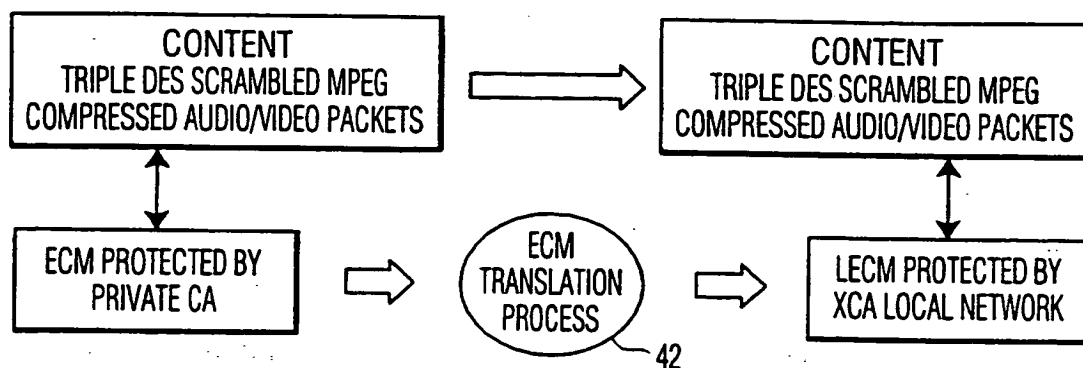 CONTENT
TRIPLE DES SCRAMBLED MPEG
COMPRESSED AUDIO/VIDEO PACKETS
CONTENT
TRIPLE DES SCRAMBLED MPEG
COMPRESSED AUDIO/VIDEO PACKETS
ECM PROTECTED BY
PRIVATE CA
ECM
TRANSLATION
PROCESS
42
LECM PROTECTED BY
XCA LOCAL NETWORK